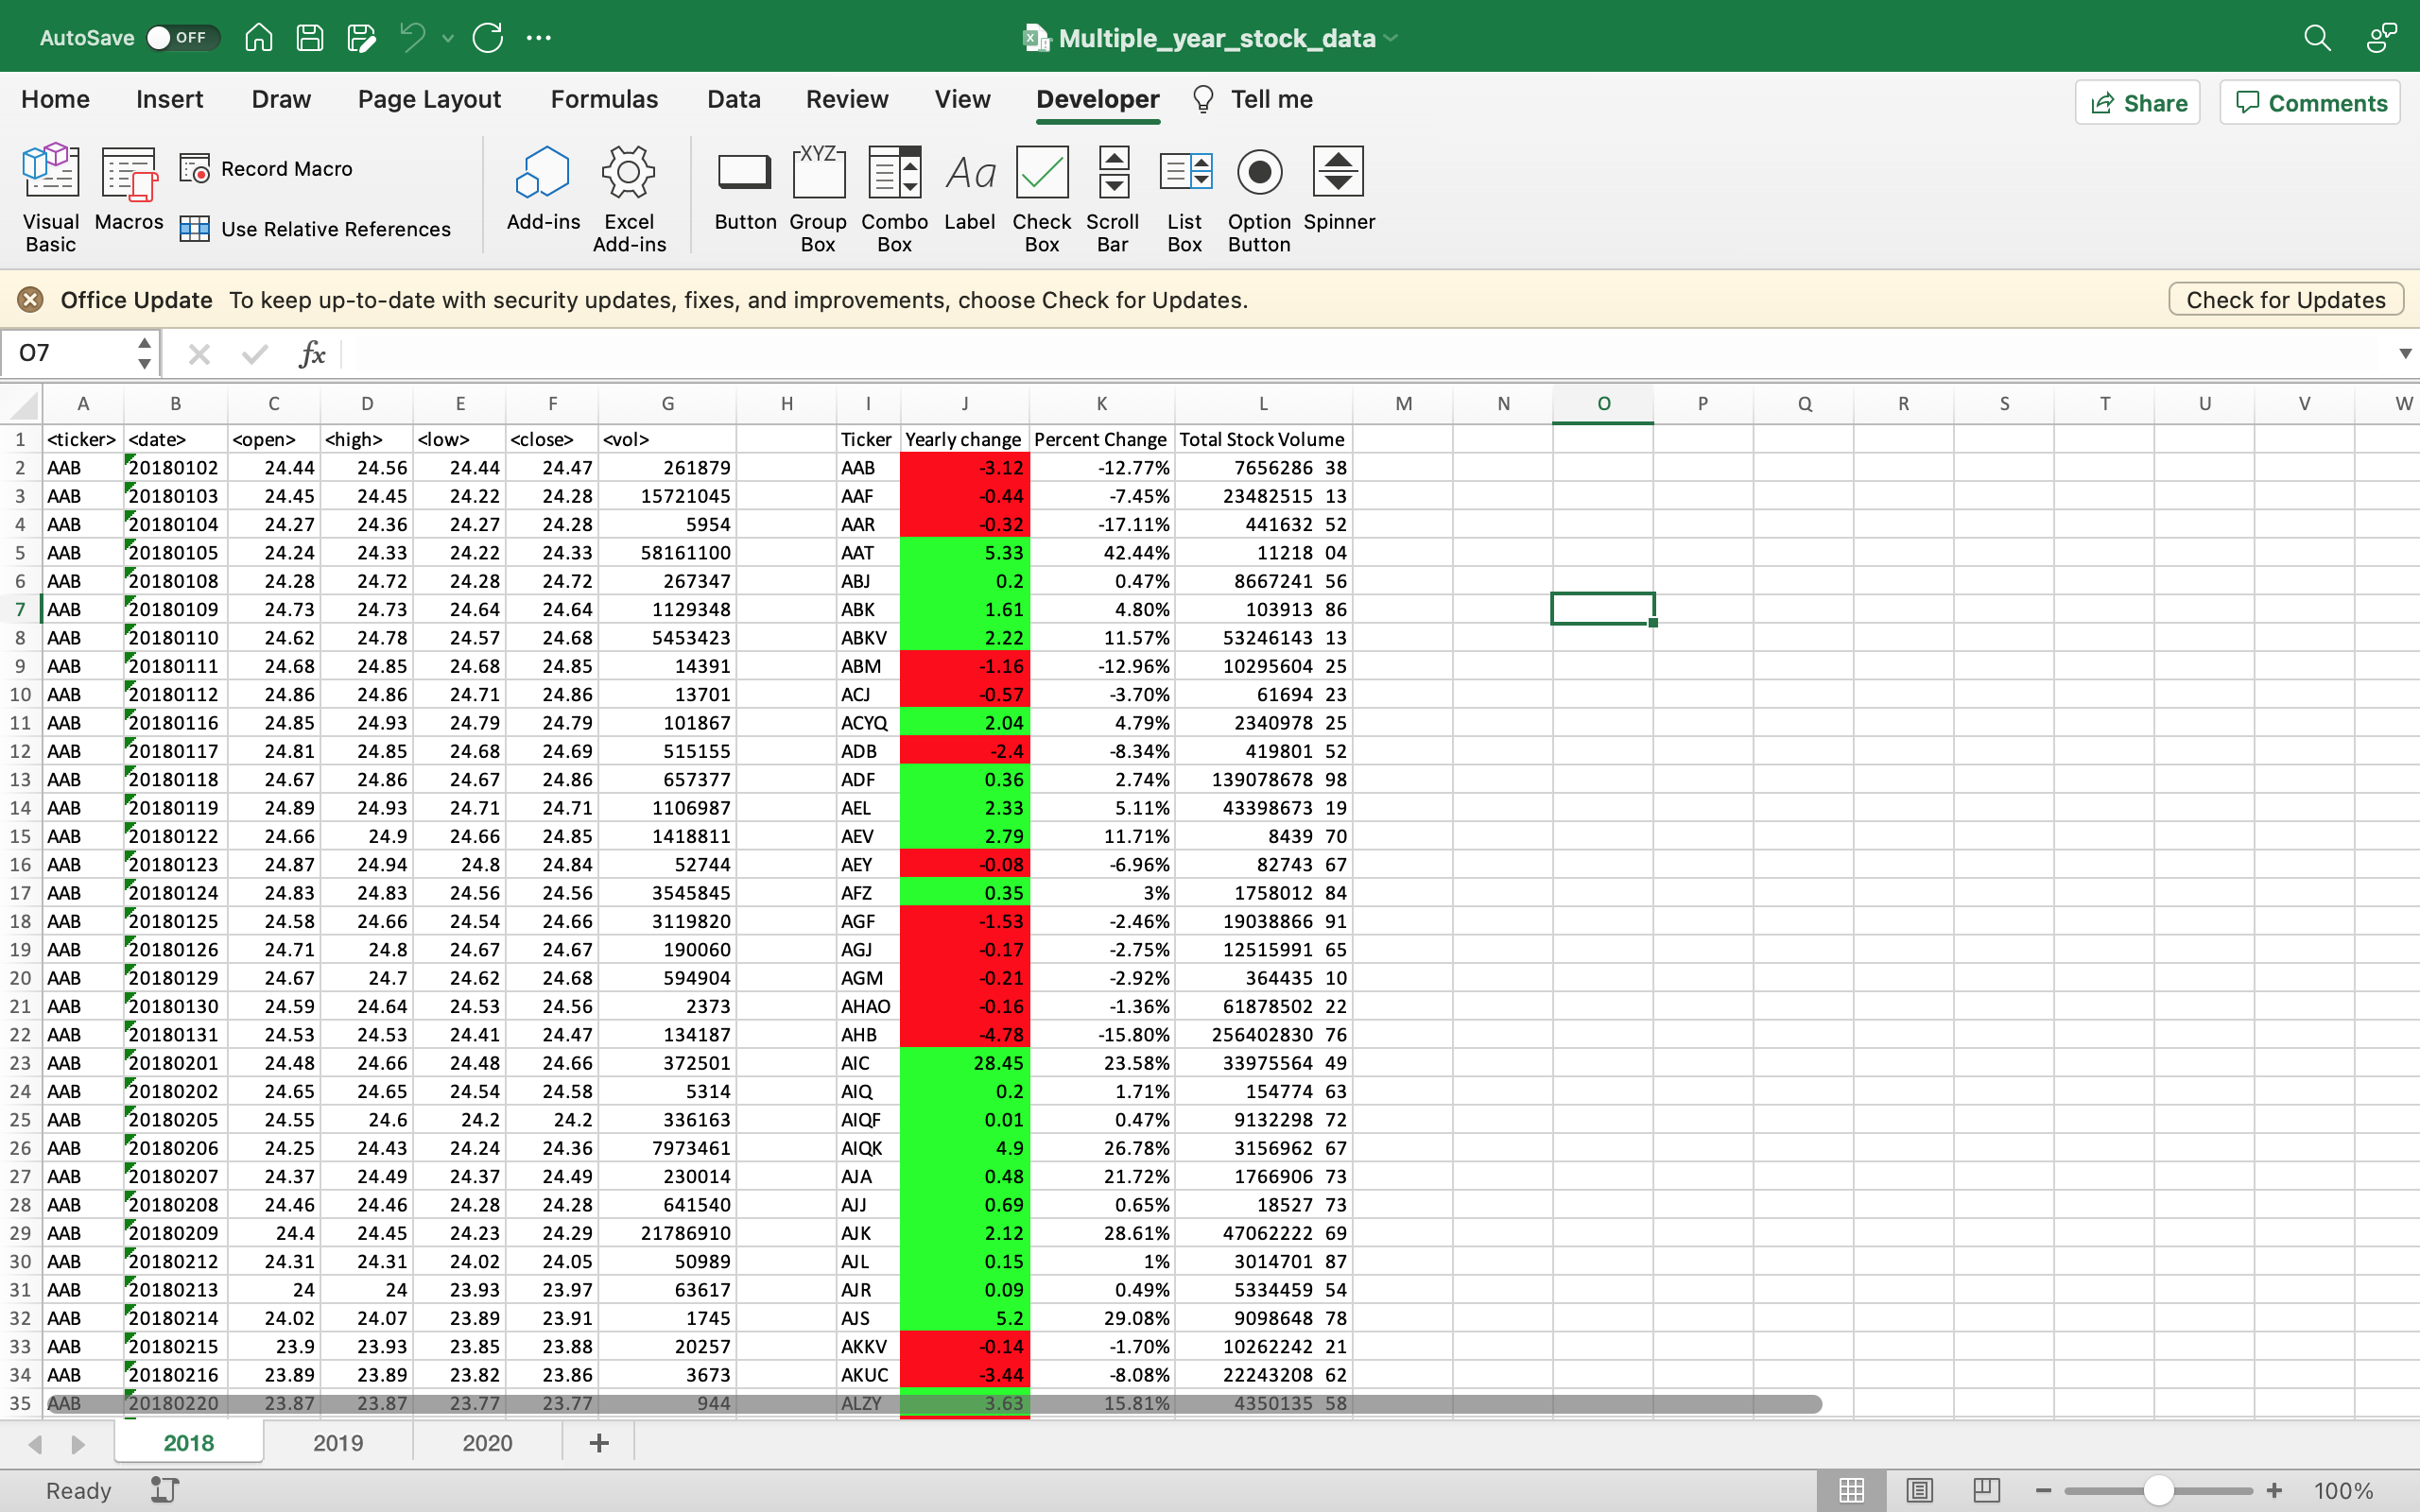 AutoSave OFF Multiple_year_stock_data
Home Insert Draw Page Layout Formulas Data Review View Developer Tell me Share Comments
Visual Basic Macros Record Macro Use Relative References Add-ins Excel Add-ins Button XYZ Group Box Combo Box Aa Label Check Box Scroll Bar List Box Option Button Spinner
Office Update To keep up-to-date with security updates, fixes, and improvements, choose Check for Updates. Check for Updates
O7 fx
A B C D E F G H I J K L M N O P Q R S T U V W
1 <ticker> <date> <open> <high> <low> <close> <vol> Ticker Yearly change Percent Change Total Stock Volume
2 AAB 20180102 24.44 24.56 24.44 24.47 261879 AAB -3.12 -12.77% 7656286 38
3 AAB 20180103 24.45 24.45 24.22 24.28 15721045 AAF -0.44 -7.45% 23482515 13
4 AAB 20180104 24.27 24.36 24.27 24.28 5954 AAR -0.32 -17.11% 441632 52
5 AAB 20180105 24.24 24.33 24.22 24.33 58161100 AAT 5.33 42.44% 11218 04
6 AAB 20180108 24.28 24.72 24.28 24.72 267347 ABJ 0.2 0.47% 8667241 56
7 AAB 20180109 24.73 24.73 24.64 24.64 1129348 ABK 1.61 4.80% 103913 86
8 AAB 20180110 24.62 24.78 24.57 24.68 5453423 ABKV 2.22 11.57% 53246143 13
9 AAB 20180111 24.68 24.85 24.68 24.85 14391 ABM -1.16 -12.96% 10295604 25
10 AAB 20180112 24.86 24.86 24.71 24.86 13701 ACJ -0.57 -3.70% 61694 23
11 AAB 20180116 24.85 24.93 24.79 24.79 101867 ACYQ 2.04 4.79% 2340978 25
12 AAB 20180117 24.81 24.85 24.68 24.69 515155 ADB -2.4 -8.34% 419801 52
13 AAB 20180118 24.67 24.86 24.67 24.86 657377 ADF 0.36 2.74% 139078678 98
14 AAB 20180119 24.89 24.93 24.71 24.71 1106987 AEL 2.33 5.11% 43398673 19
15 AAB 20180122 24.66 24.9 24.66 24.85 1418811 AEV 2.79 11.71% 8439 70
16 AAB 20180123 24.87 24.94 24.8 24.84 52744 AEY -0.08 -6.96% 82743 67
17 AAB 20180124 24.83 24.83 24.56 24.56 3545845 AFZ 0.35 3% 1758012 84
18 AAB 20180125 24.58 24.66 24.54 24.66 3119820 AGF -1.53 -2.46% 19038866 91
19 AAB 20180126 24.71 24.8 24.67 24.67 190060 AGJ -0.17 -2.75% 12515991 65
20 AAB 20180129 24.67 24.7 24.62 24.68 594904 AGM -0.21 -2.92% 364435 10
21 AAB 20180130 24.59 24.64 24.53 24.56 2373 AHAO -0.16 -1.36% 61878502 22
22 AAB 20180131 24.53 24.53 24.41 24.47 134187 AHB -4.78 -15.80% 256402830 76
23 AAB 20180201 24.48 24.66 24.48 24.66 372501 AIC 28.45 23.58% 33975564 49
24 AAB 20180202 24.65 24.65 24.54 24.58 5314 AIQ 0.2 1.71% 154774 63
25 AAB 20180205 24.55 24.6 24.2 24.2 336163 AIQF 0.01 0.47% 9132298 72
26 AAB 20180206 24.25 24.43 24.24 24.36 7973461 AIQK 4.9 26.78% 3156962 67
27 AAB 20180207 24.37 24.49 24.37 24.49 230014 AJA 0.48 21.72% 1766906 73
28 AAB 20180208 24.46 24.46 24.28 24.28 641540 AJJ 0.69 0.65% 18527 73
29 AAB 20180209 24.4 24.45 24.23 24.29 21786910 AJK 2.12 28.61% 47062222 69
30 AAB 20180212 24.31 24.31 24.02 24.05 50989 AJL 0.15 1% 3014701 87
31 AAB 20180213 24 24 23.93 23.97 63617 AJR 0.09 0.49% 5334459 54
32 AAB 20180214 24.02 24.07 23.89 23.91 1745 AJS 5.2 29.08% 9098648 78
33 AAB 20180215 23.9 23.93 23.85 23.88 20257 AKKV -0.14 -1.70% 10262242 21
34 AAB 20180216 23.89 23.89 23.82 23.86 3673 AKUC -3.44 -8.08% 22243208 62
35 AAB 20180220 23.87 23.87 23.77 23.77 944 ALZY 3.63 15.81% 4350135 58
2018 2019 2020
Ready 100%